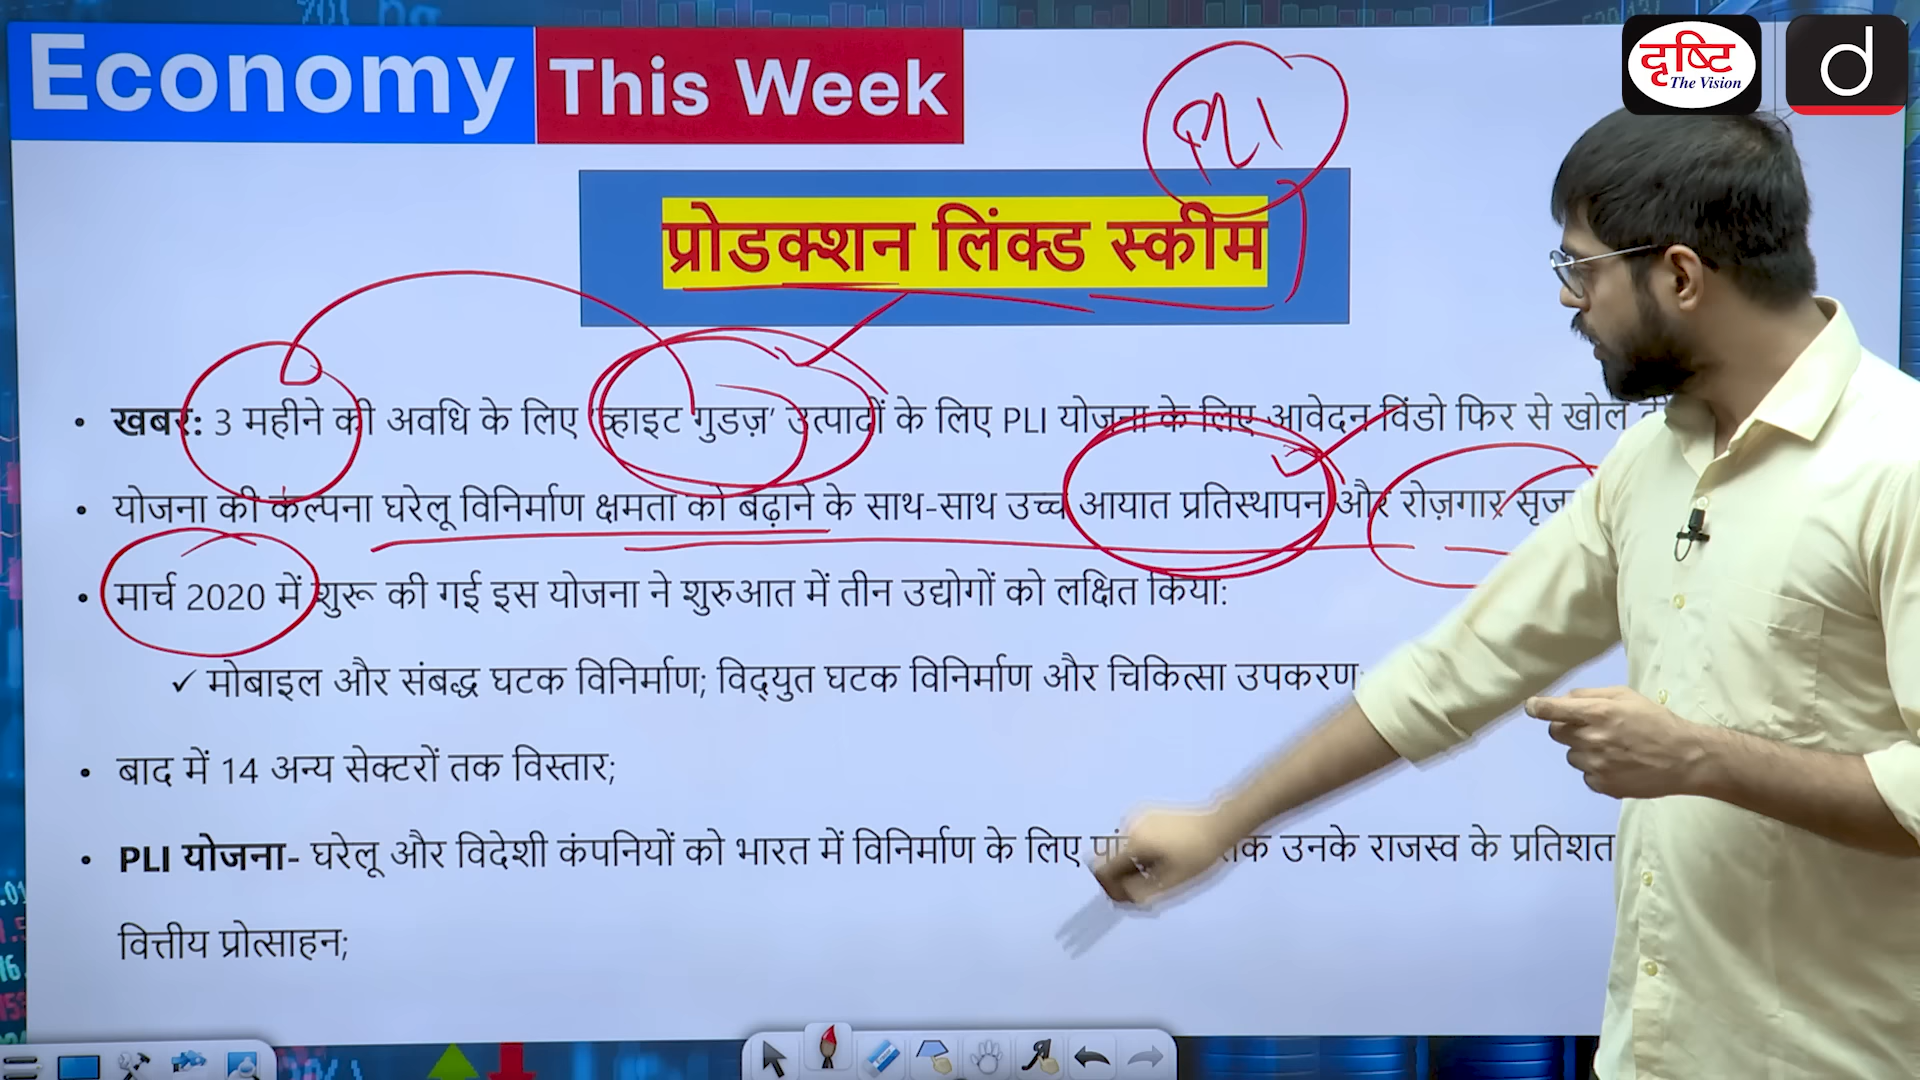 Economy This Week
दृष्टि
The Vision
d
PLI
प्रोडक्शन लिंक्ड स्कीम
• खबर: 3 महीने की अवधि के लिए 'व्हाइट गुडज़' उत्पादों के लिए PLI योजना के लिए आवेदन विंडो फिर से खोल
योजना की कल्पना घरेलू विनिर्माण क्षमता को बढ़ाने के साथ-साथ उच्च आयात प्रतिस्थापन और रोज़गार
• मार्च 2020 में शुरू की गई इस योजना ने शुरुआत में तीन उद्योगों को लक्षित किया:
✓ मोबाइल और संबद्ध घटक विनिर्माण; विद्युत घटक विनिर्माण और चिकित्सा उपकरण;
• बाद में 14 अन्य सेक्टरों तक विस्तार;
• PLI योजना- घरेलू और विदेशी कंपनियों को भारत में विनिर्माण के लिए उनके राजस्व के प्रतिशत
वित्तीय प्रोत्साहन;